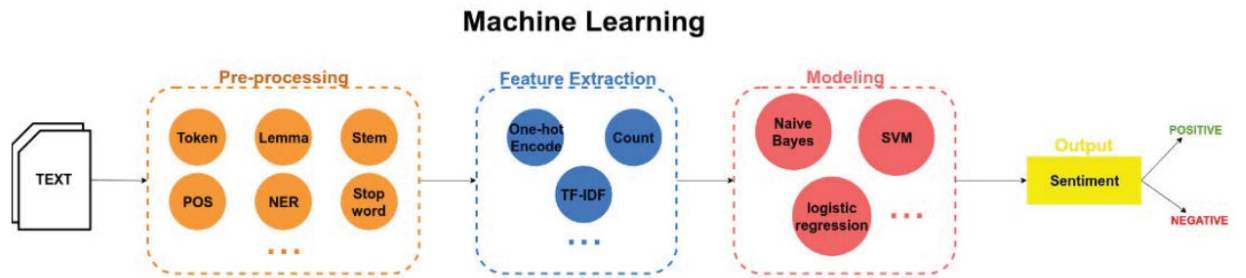 Machine Learning
Pre-processing
Token
Lemma
Stem
POS
NER
Stop
word
...
Feature Extraction
One-hot
Encode
Count
TF-IDF
...
Modeling
Naive
Bayes
SVM
logistic
regression
...
TEXT
Output
Sentiment
POSITIVE
NEGATIVE